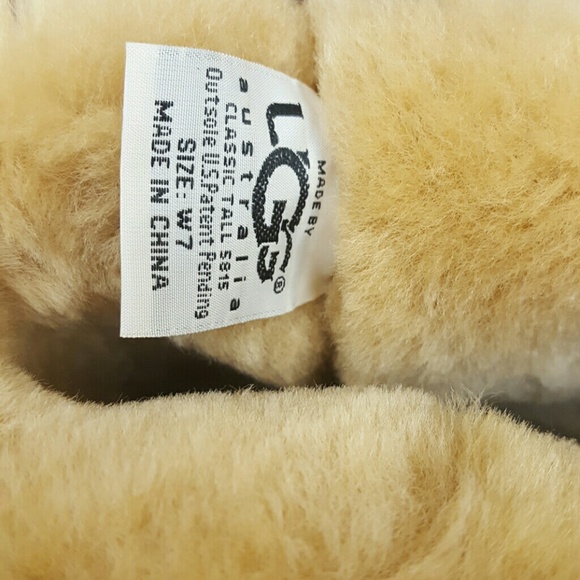 MADE BY
UGG®
australia
CLASSIC TALL 5815
Outsole U.S.Patent Pending
SIZE: W7
MADE IN CHINA